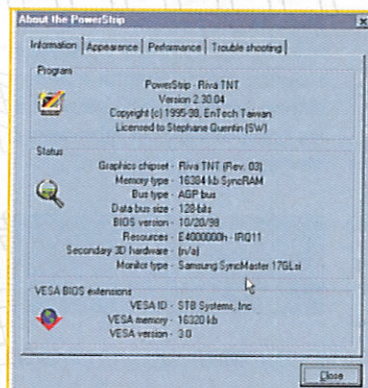 About the PowerStrip
Information Appearance Performance Trouble shooting
Program
PowerStrip - Riva TNT
Version 2.30.04
Copyright (c) 1995-98, EnTech Taiwan
Licensed to Stephane Quentin (SW)
Status
Graphics chipset - Riva TNT (Rev. 03)
Memory type - 16384 kb SyncRAM
Bus type - AGP bus
Data bus size - 128-bits
BIOS version - 10/20/98
Resources - E4000000h - IRQ11
Secondary 3D hardware - (n/a)
Monitor type - Samsung SyncMaster 17GLsi
VESA BIOS extensions
VESA ID - STB Systems, Inc
VESA memory - 16320 kb
VESA version - 3.0
Close